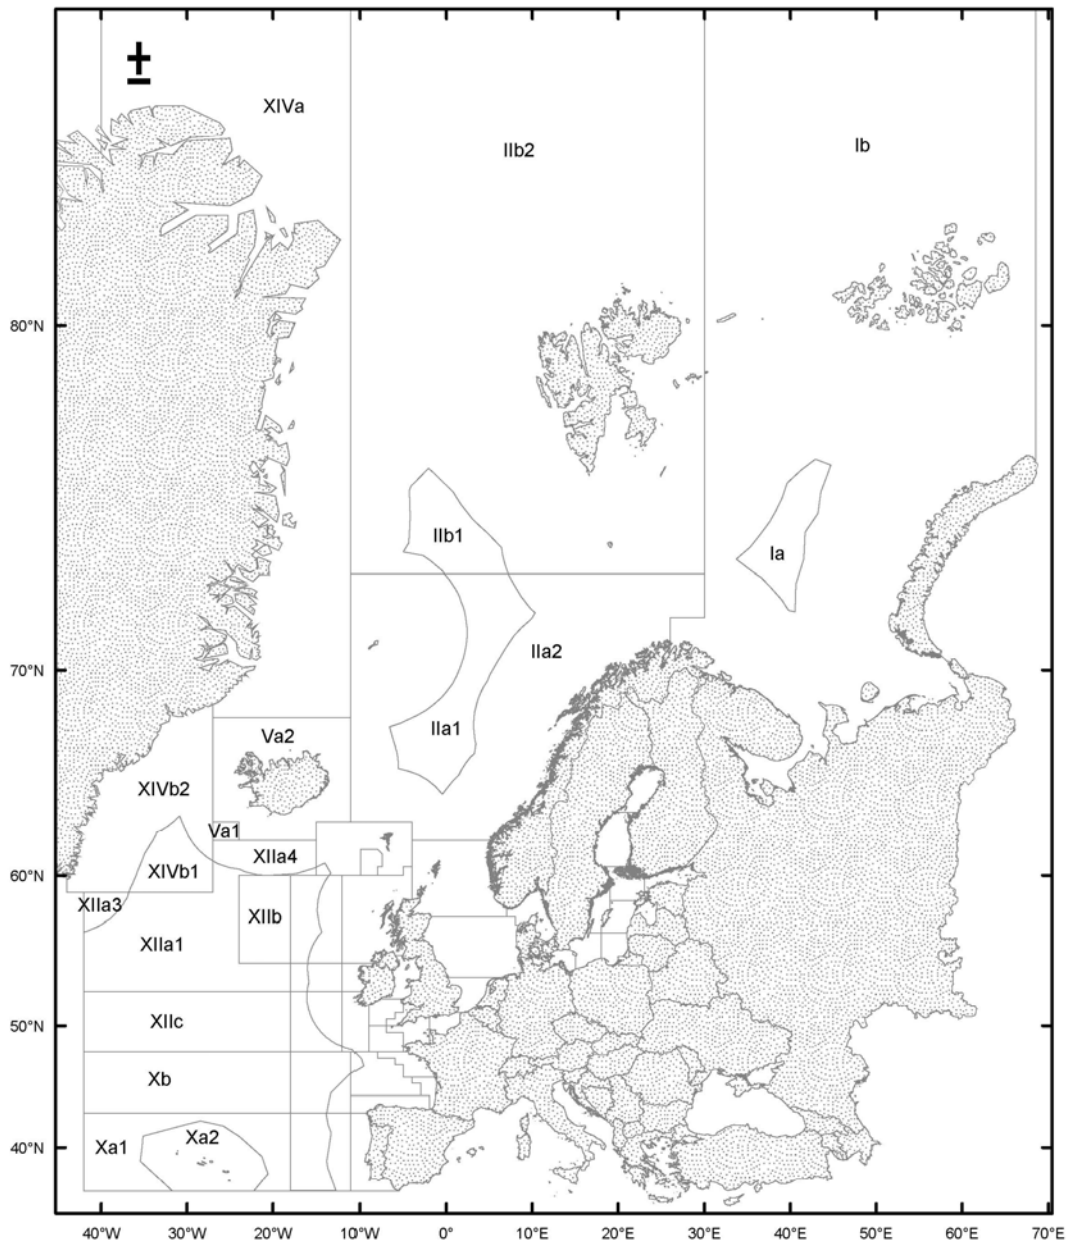 ±
XIVa
IIb2
Ib
80°N
IIb1
Ia
IIa2
70°N
IIa1
Va2
XIVb2
Va1
XIIa4
XIVb1
60°N
XIIa3
XIIb
XIIa1
XIIc
50°N
Xb
Xa1
Xa2
40°N
40°W 30°W 20°W 10°W 0° 10°E 20°E 30°E 40°E 50°E 60°E 70°E